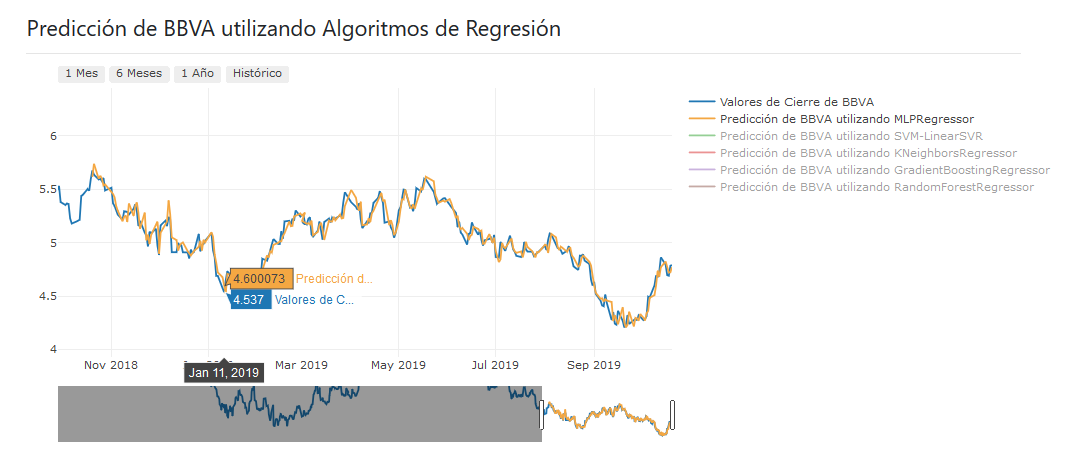 Predicción de BBVA utilizando Algoritmos de Regresión
1 Mes 6 Meses 1 Año Histórico
Valores de Cierre de BBVA
Predicción de BBVA utilizando MLPRegressor
Predicción de BBVA utilizando SVM-LinearSVR
Predicción de BBVA utilizando KNeighborsRegressor
Predicción de BBVA utilizando GradientBoostingRegressor
Predicción de BBVA utilizando RandomForestRegressor
6
5.5
5
4.5
4
4.600073 Predicción d...
4.537 Valores de C...
Nov 2018 Mar 2019 May 2019 Jul 2019 Sep 2019
Jan 11, 2019